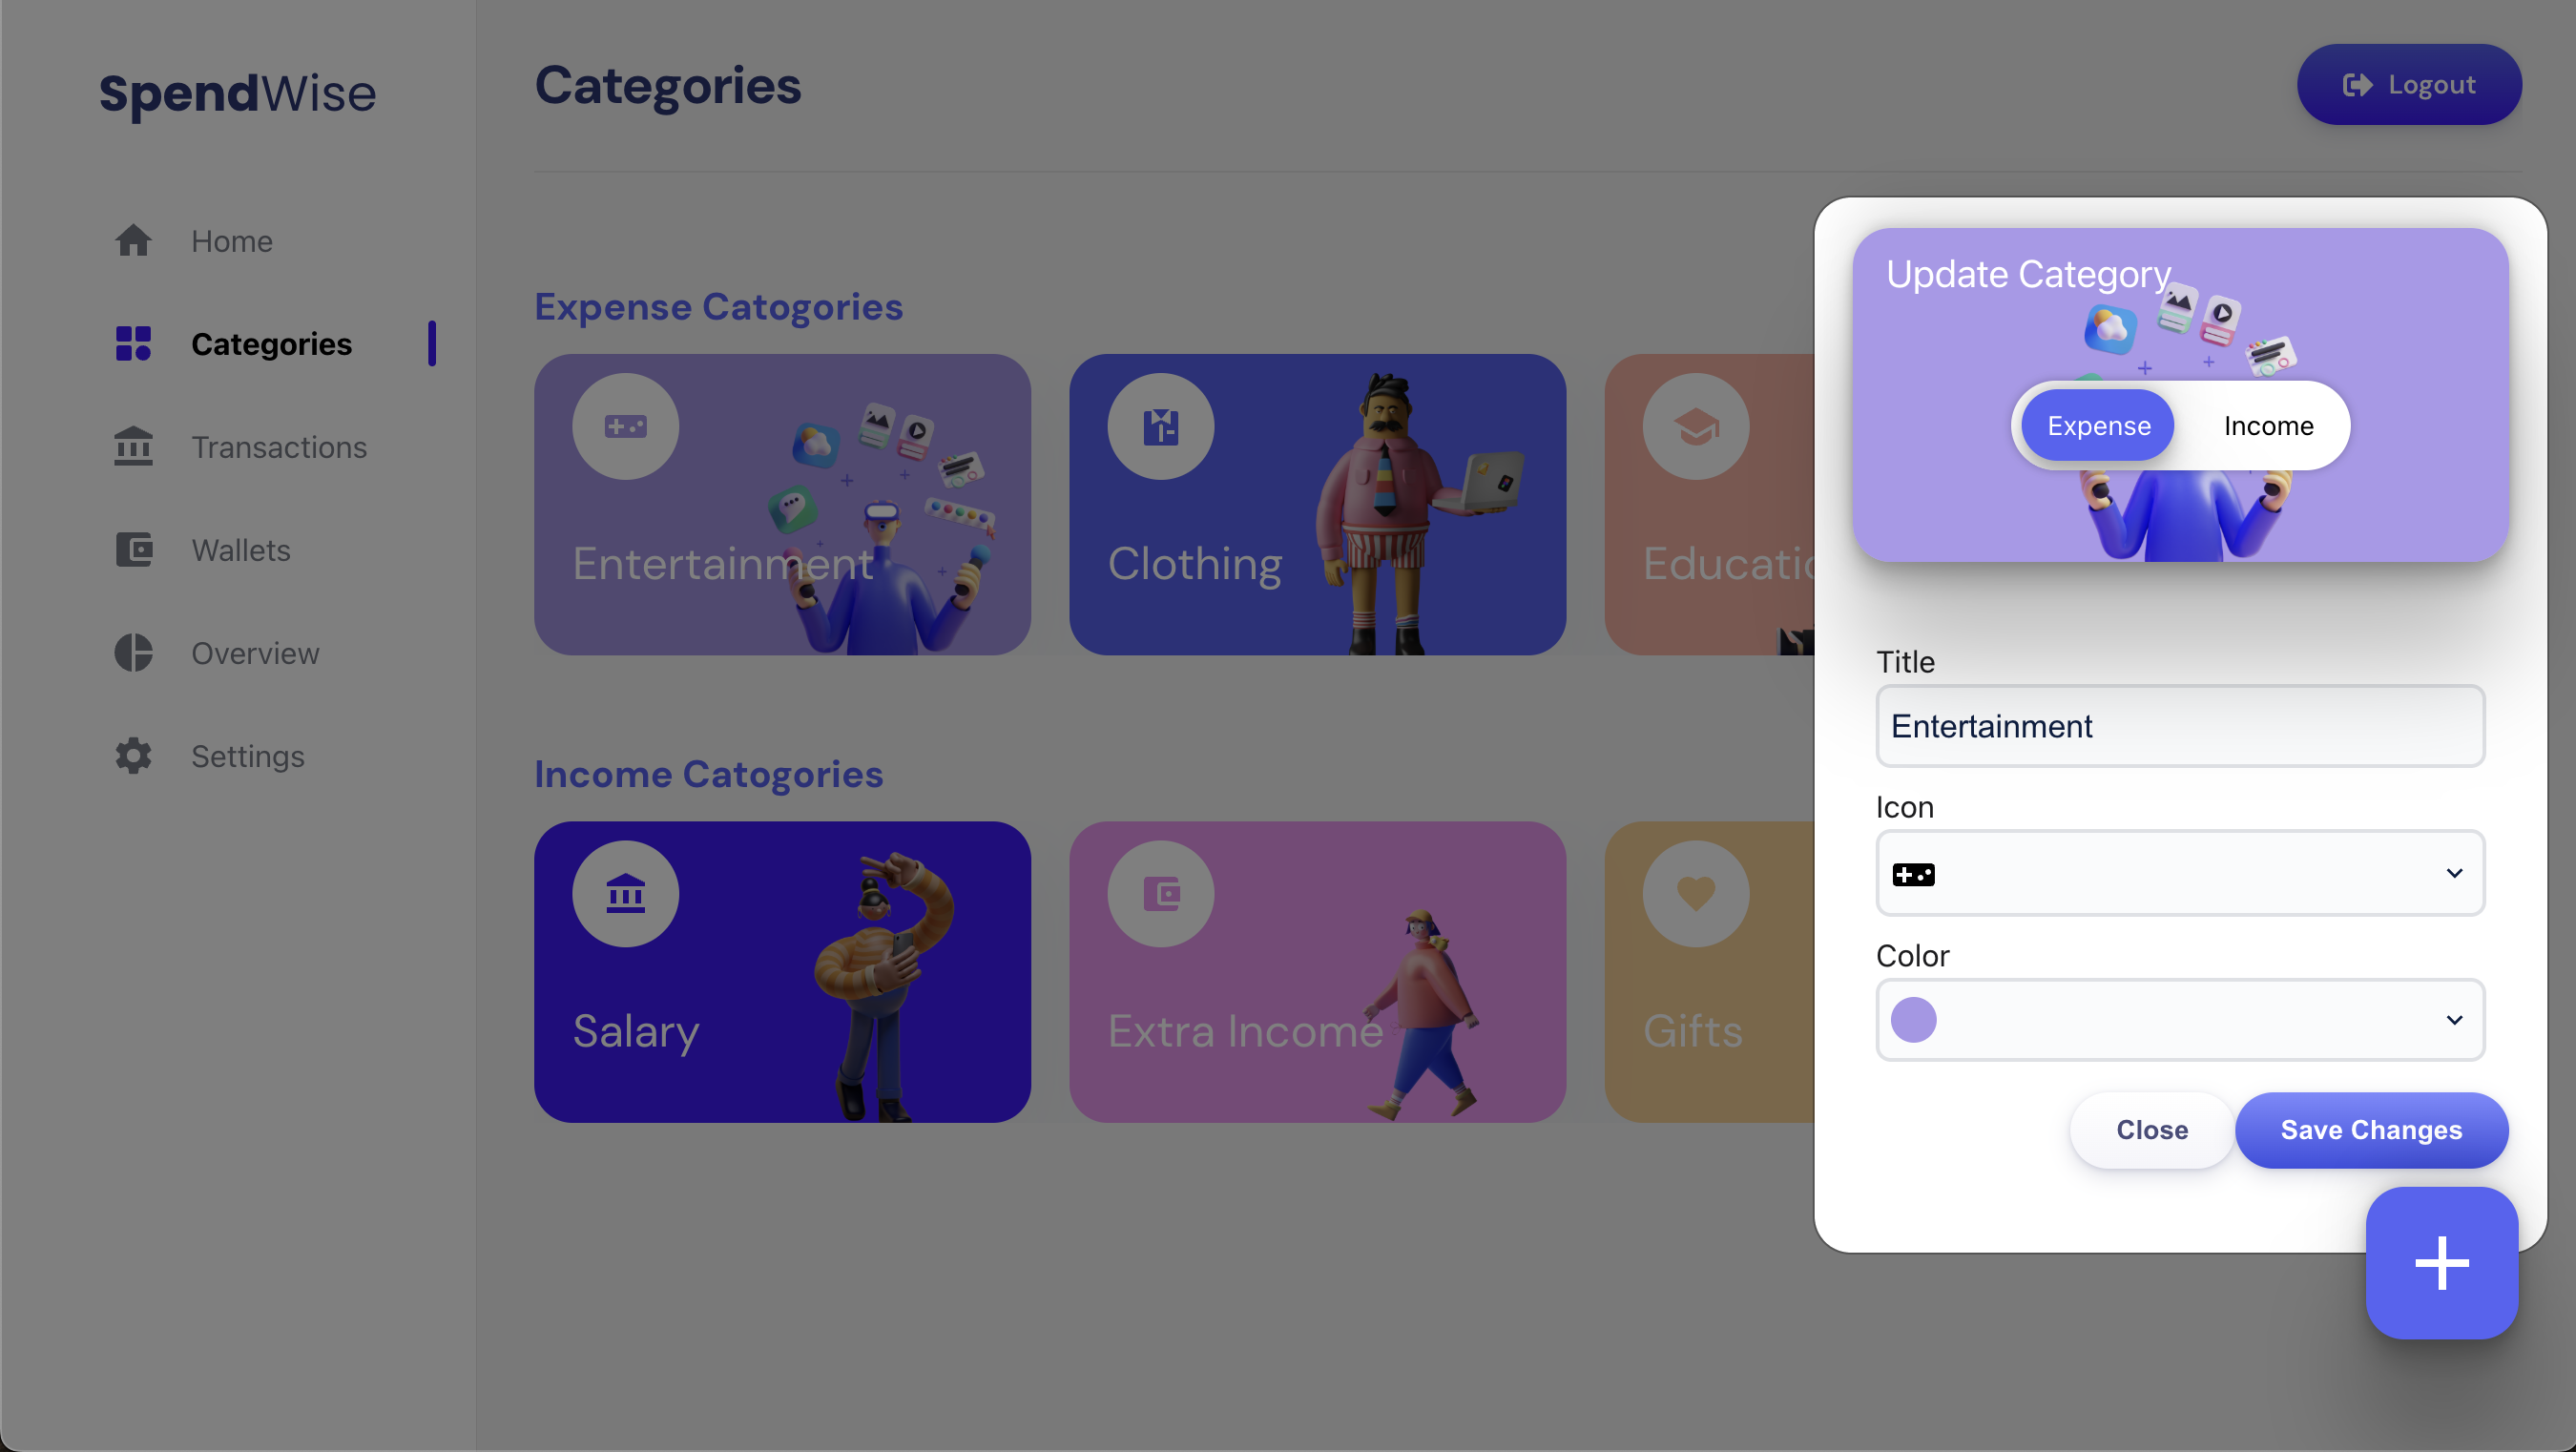 SpendWise
Home
Categories
Transactions
Wallets
Overview
Settings
Categories
Logout
Expense Catogories
Entertainment
Clothing
Income Catogories
Salary
Extra Income
Gifts
Update Category
Expense
Income
Title
Entertainment
Icon
Color
Close
Save Changes